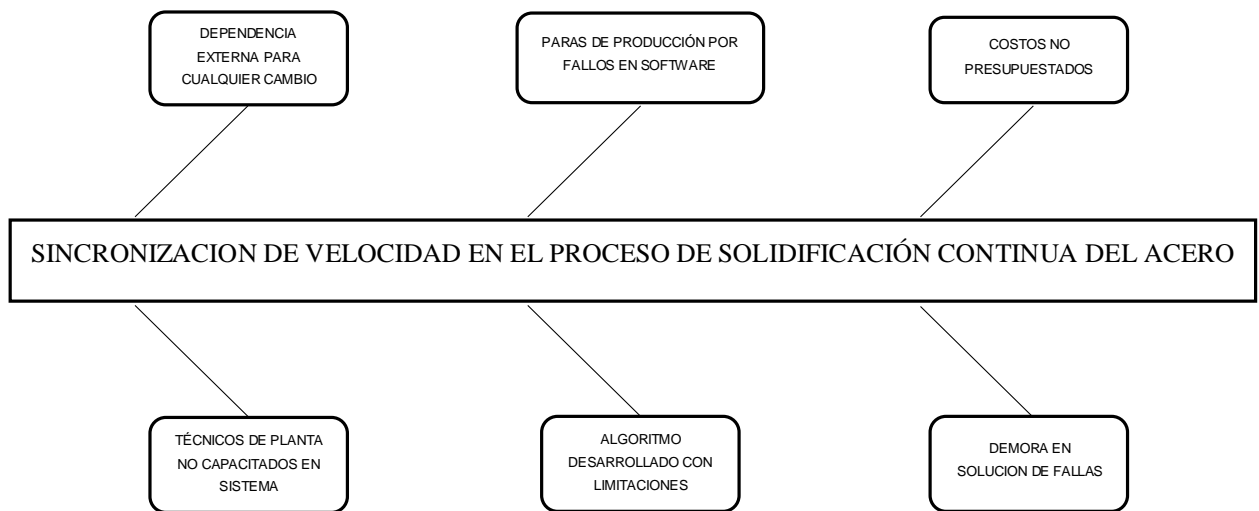 DEPENDENCIA
EXTERNA PARA
CUALQUIER CAMBIO
PARAS DE PRODUCCIÓN POR
FALLOS EN SOFTWARE
COSTOS NO
PRESUPUESTADOS
SINCRONIZACION DE VELOCIDAD EN EL PROCESO DE SOLIDIFICACIÓN CONTINUA DEL ACERO
TÉCNICOS DE PLANTA
NO CAPACITADOS EN
SISTEMA
ALGORITMO
DESARROLLADO CON
LIMITACIONES
DEMORA EN
SOLUCION DE FALLAS